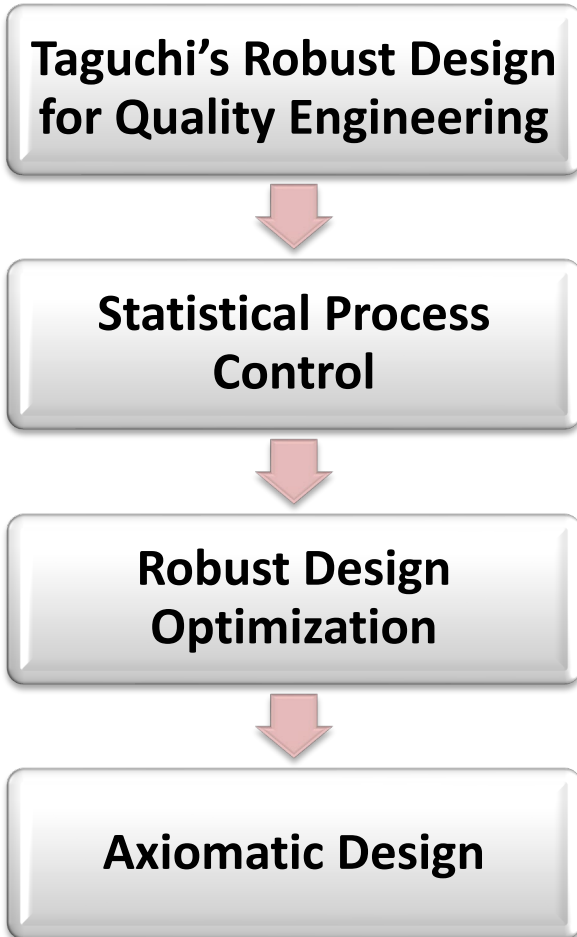 Taguchi’s Robust Design
for Quality Engineering
Statistical Process
Control
Robust Design
Optimization
Axiomatic Design